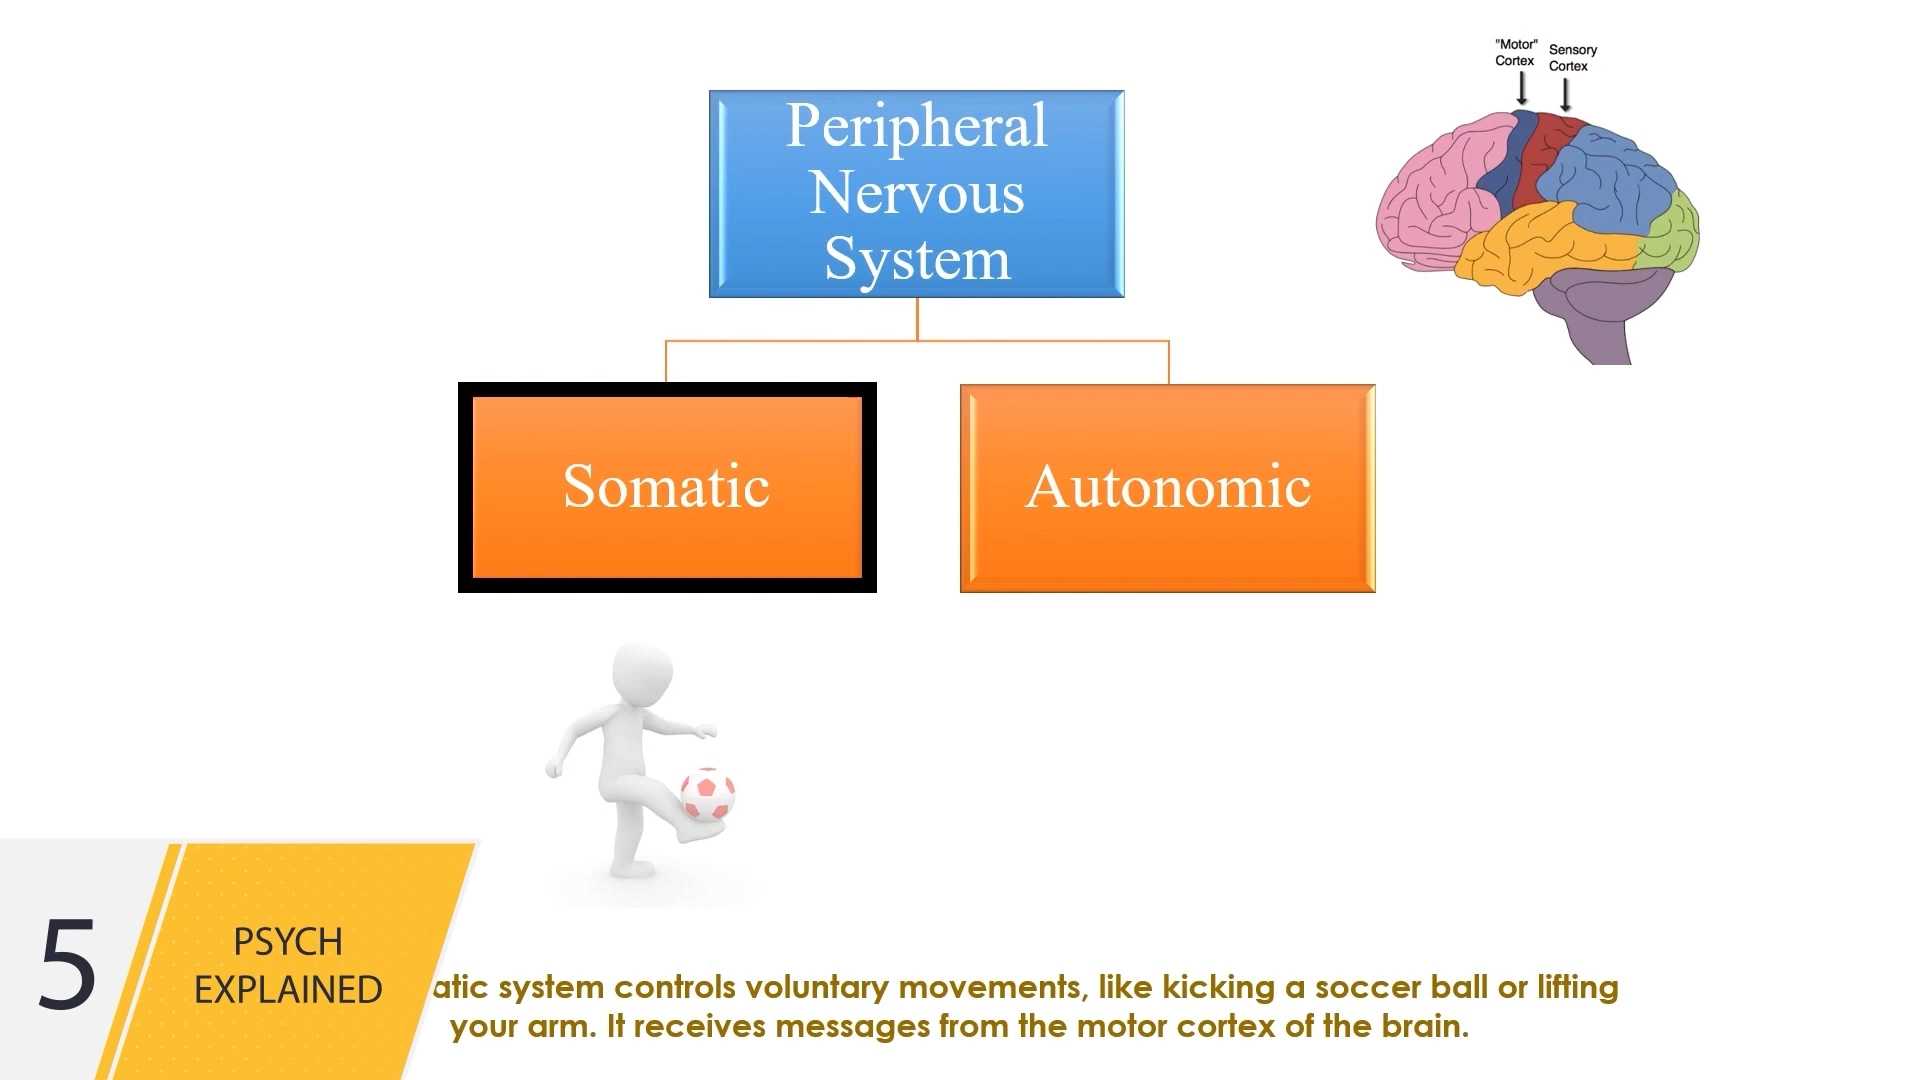 "Motor"
Cortex
Sensory
Cortex
Peripheral
Nervous
System
Somatic
Autonomic
5
PSYCH
EXPLAINED
system controls voluntary movements, like kicking a soccer ball or lifting
your arm. It receives messages from the motor cortex of the brain.